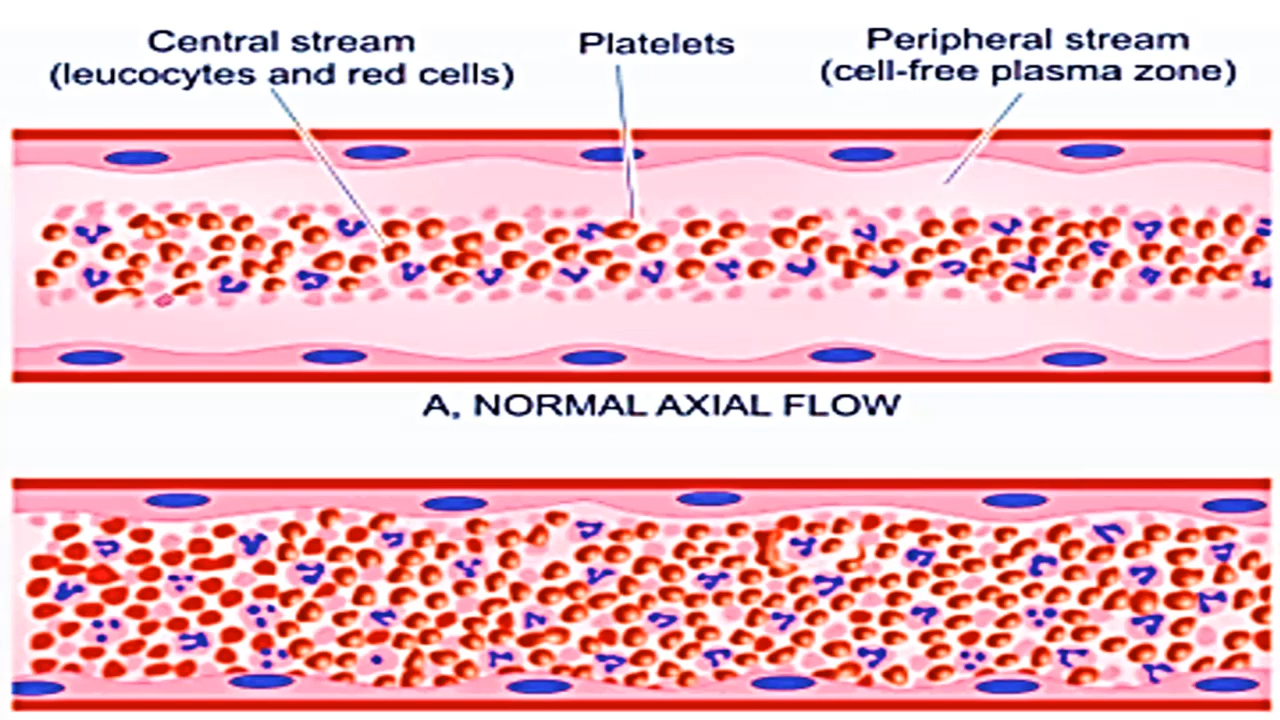 Central stream
(leucocytes and red cells)
Platelets
Peripheral stream
(cell-free plasma zone)
A, NORMAL AXIAL FLOW